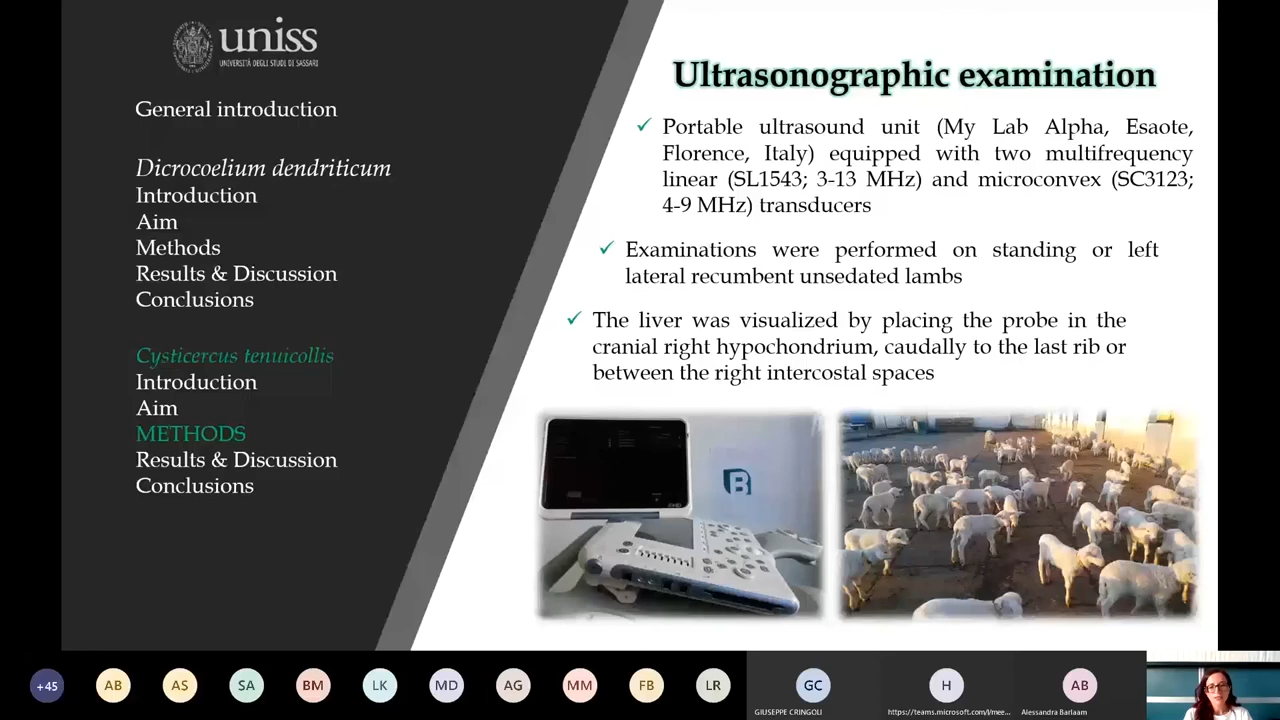 uniss
UNIVERSITÀ DEGLI STUDI DI SASSARI
General introduction
Dicrocoelium dendriticum
Introduction
Aim
Methods
Results & Discussion
Conclusions
Cysticercus tenuicollis
Introduction
Aim
METHODS
Results & Discussion
Conclusions
Ultrasonographic examination
Portable ultrasound unit (My Lab Alpha, Esaote,
Florence, Italy) equipped with two multifrequency
linear (SL1543; 3-13 MHz) and microconvex (SC3123;
4-9 MHz) transducers
Examinations were performed on standing or left
lateral recumbent unsedated lambs
The liver was visualized by placing the probe in the
cranial right hypochondrium, caudally to the last rib or
between the right intercostal spaces
B
+45
AB
AS
SA
BM
LK
MD
AG
MM
FB
LR
GC
H
AB
GIUSEPPE CRINGOLI
https://teams.microsoft.com/l/mee...
Alessandra Barlaam